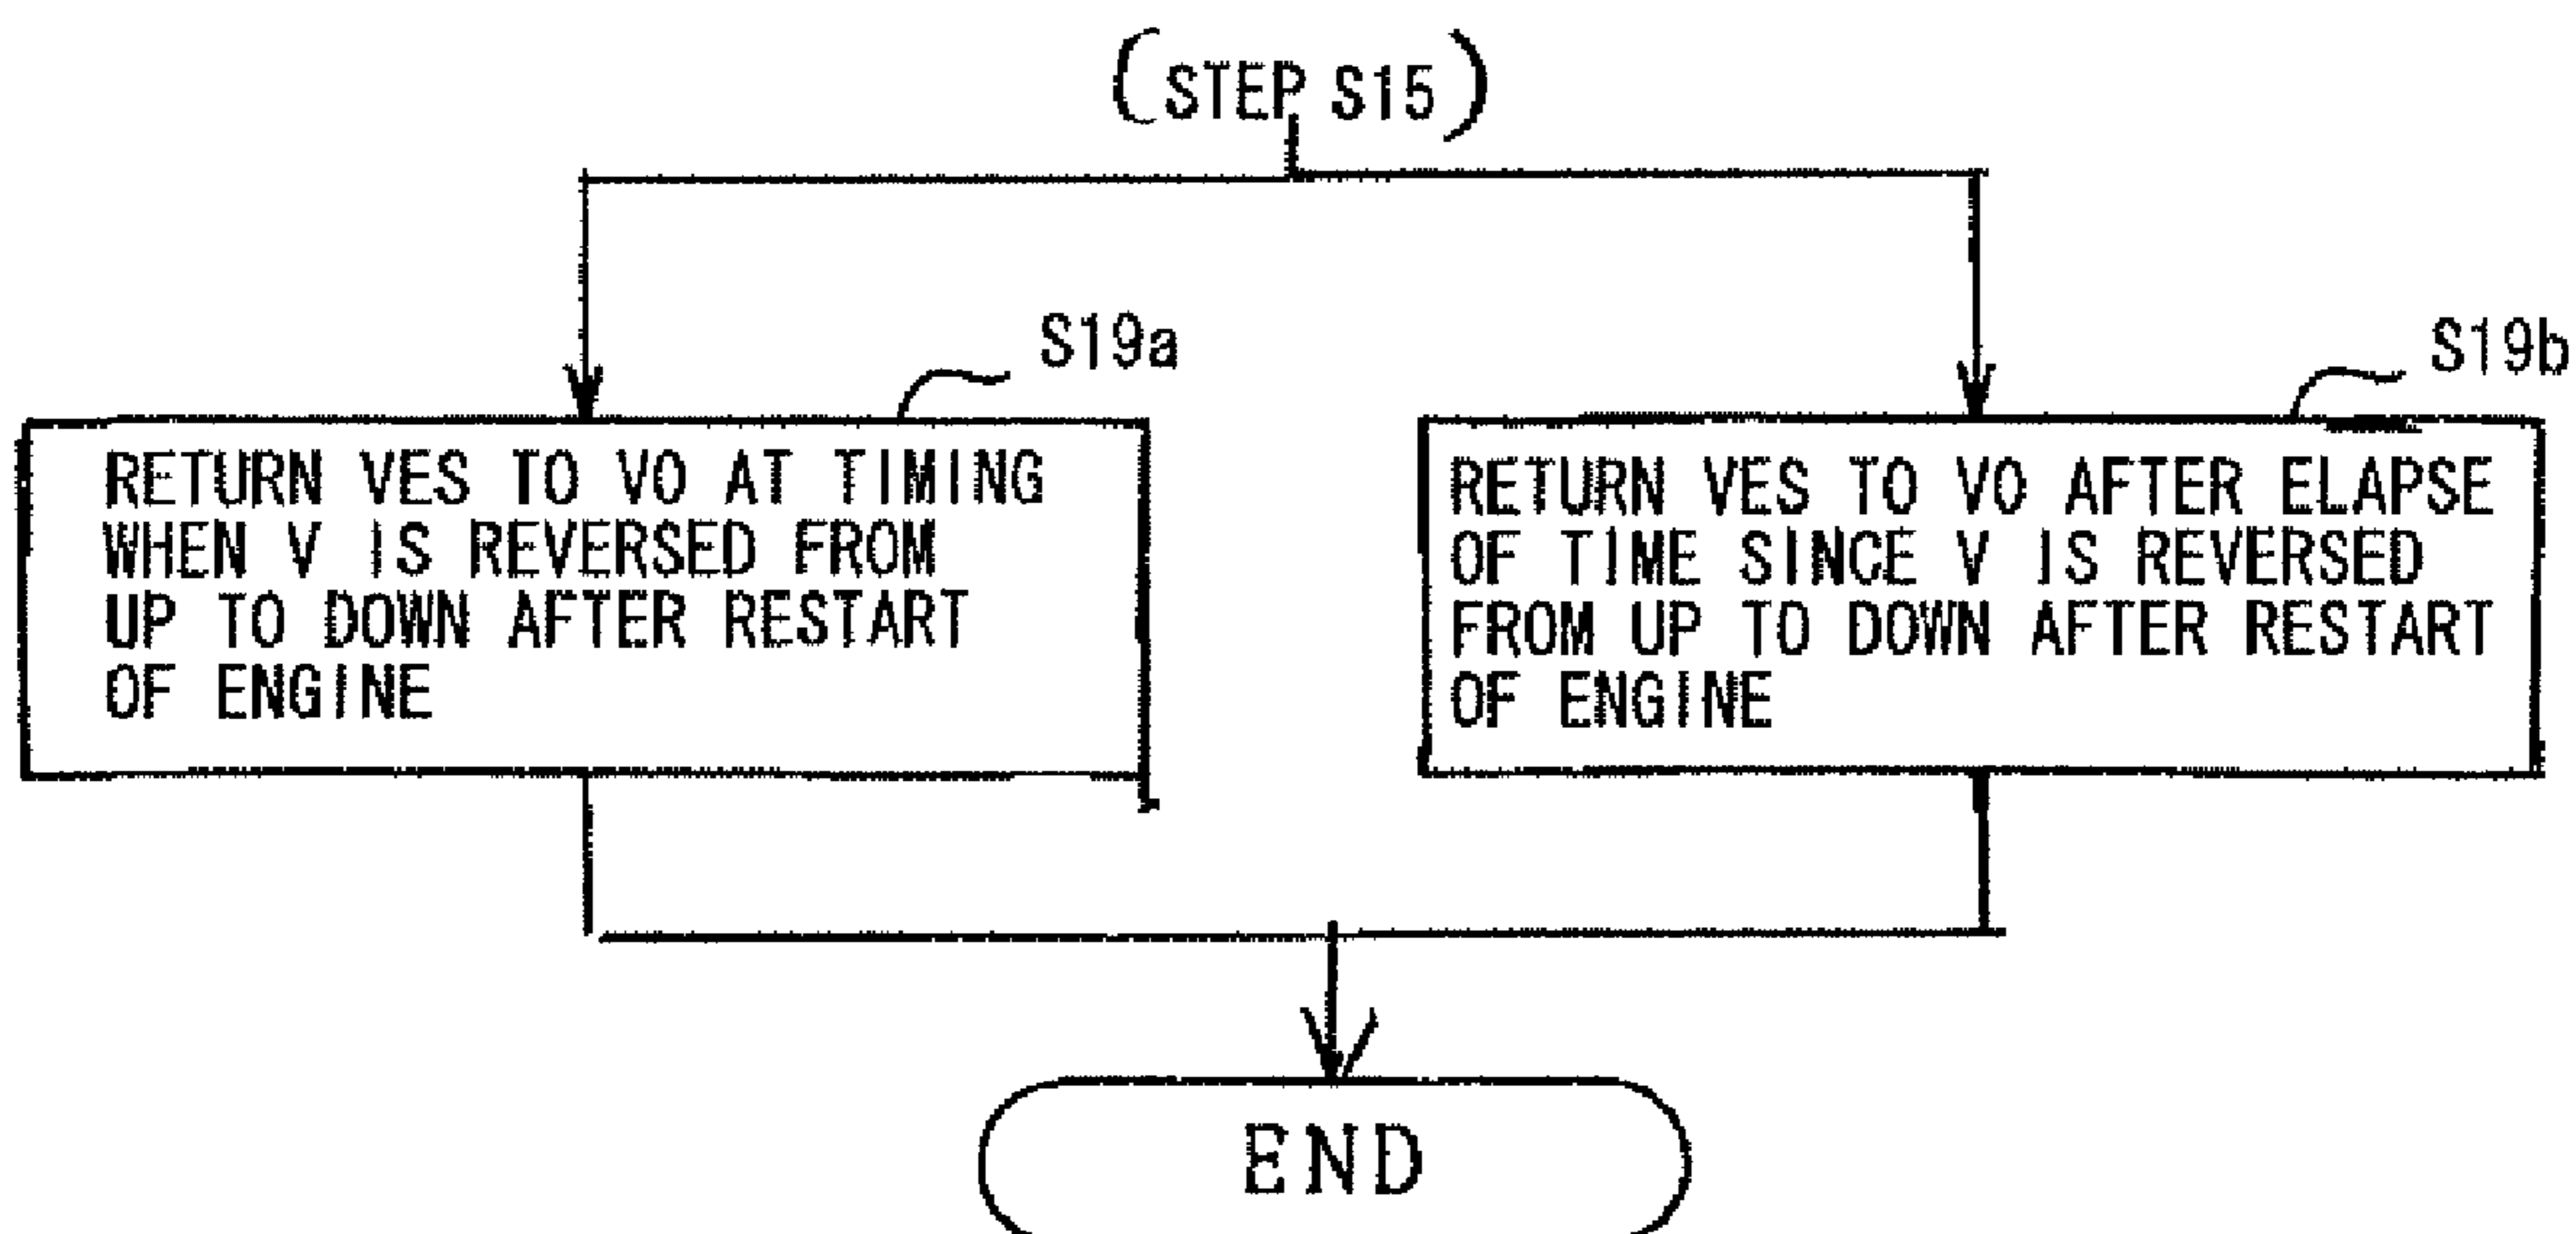 (STEP S15)
S19a
RETURN VES TO V0 AT TIMING
WHEN V IS REVERSED FROM
UP TO DOWN AFTER RESTART
OF ENGINE
S19b
RETURN VES TO V0 AFTER ELAPSE
OF TIME SINCE V IS REVERSED
FROM UP TO DOWN AFTER RESTART
OF ENGINE
END